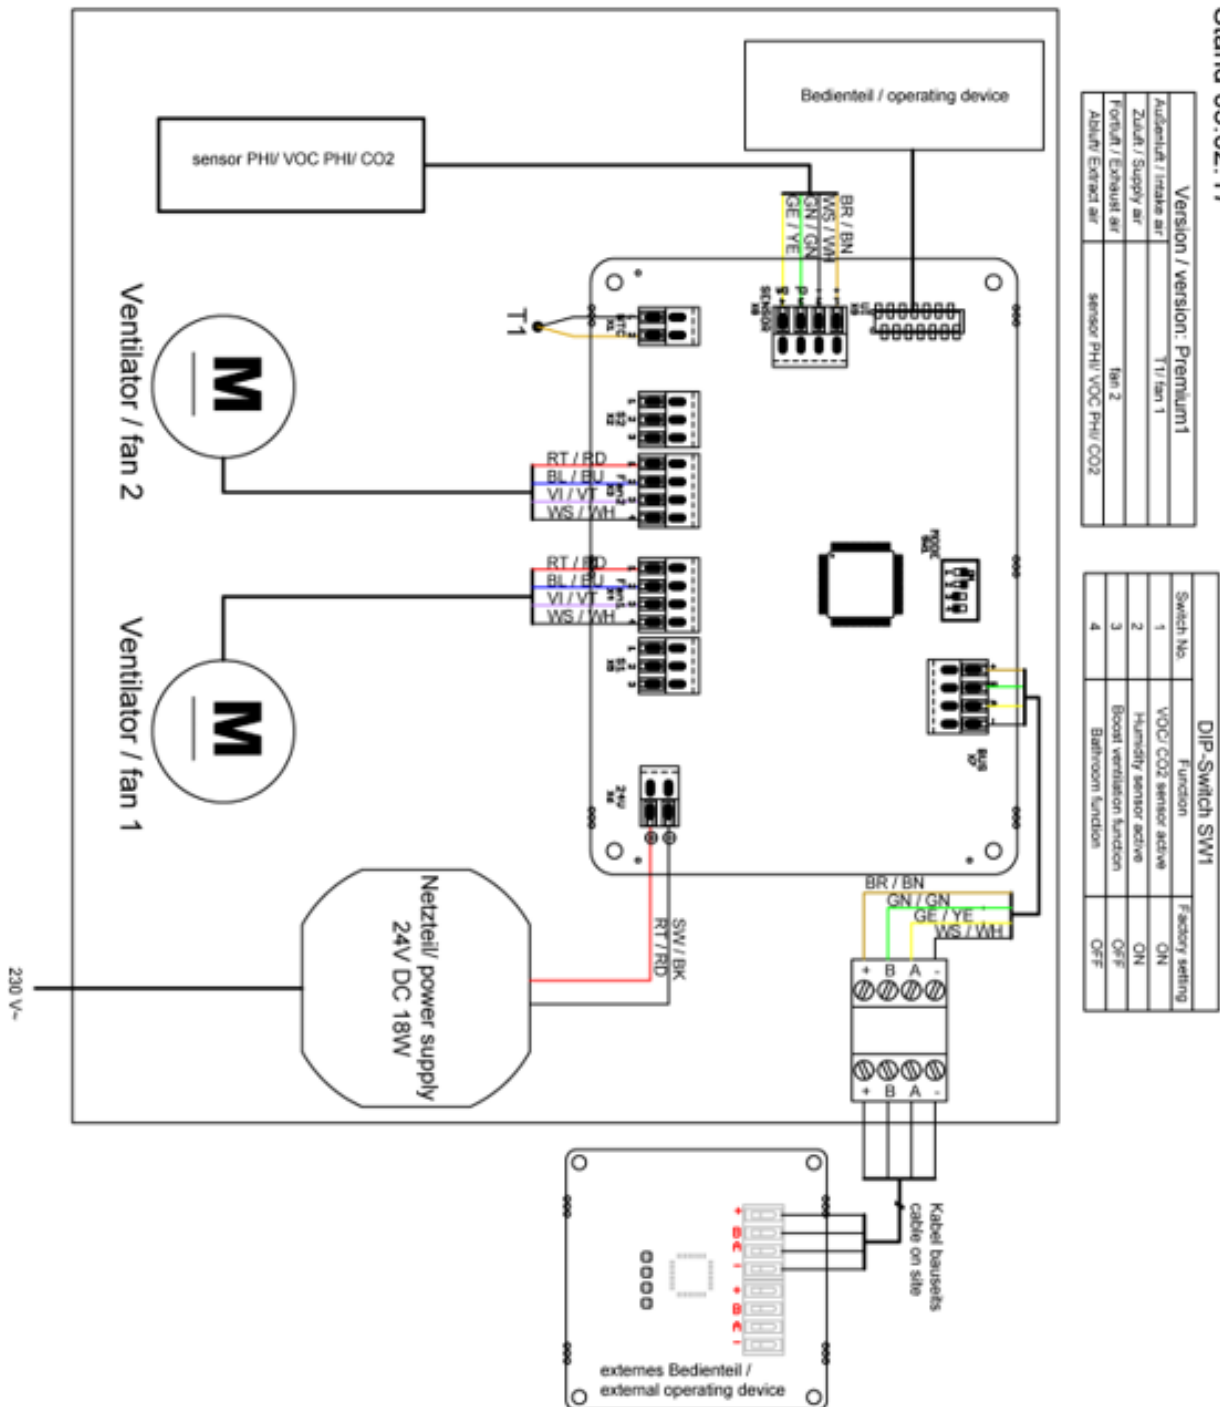 Version / version: Premium1
Außenluft / Intake air
T1/ fan 1
Zuluft / Supply air
Fortluft / Exhaust air
fan 2
Abluft/ Extract air
sensor PHI/ VOC PHI/ CO2
DIP-Switch SW1
Switch No.
Function
Factory setting
1
VOC/ CO2 sensor active
ON
2
Humidity sensor active
ON
3
Boost ventilation function
OFF
4
Bathroom function
OFF
Bedienteil / operating device
sensor PHI/ VOC PHI/ CO2
BR / BN
WS / WH
GN / GN
GE / YE
SENSOR
T1
NTC
Ventilator / fan 2
M
RT / RD
BL / BU
VI / VT
WS / WH
Ventilator / fan 1
M
RT / RD
BL / BU
VI / VT
WS / WH
MODE
BUS
24V
BR / BN
GN / GN
GE / YE
WS / WH
SW / BK
RT / RD
Netzteil/ power supply
24V DC 18W
230 V~
+ B A -
+ B A -
Kabel bauseits
cable on site
+
B
A
-
+
B
A
-
externes Bedienteil /
external operating device